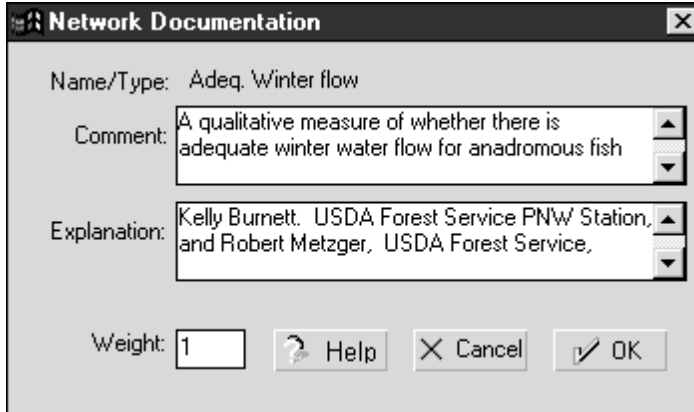 Network Documentation
Name/Type: Adeq. Winter flow
Comment: A qualitative measure of whether there is
adequate winter water flow for anadromous fish
Explanation: Kelly Burnett. USDA Forest Service PNW Station,
and Robert Metzger, USDA Forest Service,
Weight: 1 Help Cancel OK